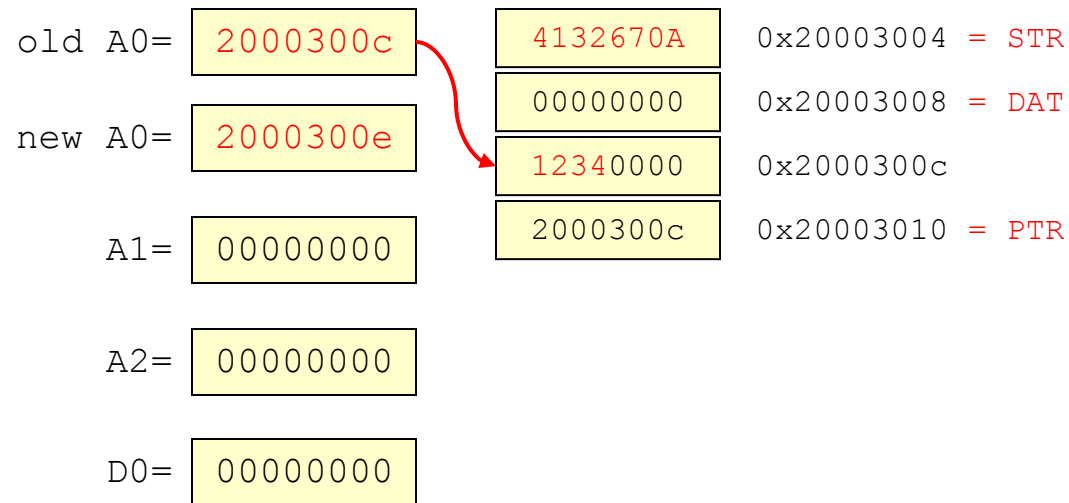 old A0= 2000300c 4132670A 0x20003004 = STR
00000000 0x20003008 = DAT
new A0= 2000300e
12340000 0x2000300c
2000300c 0x20003010 = PTR
A1= 00000000
A2= 00000000
D0= 00000000